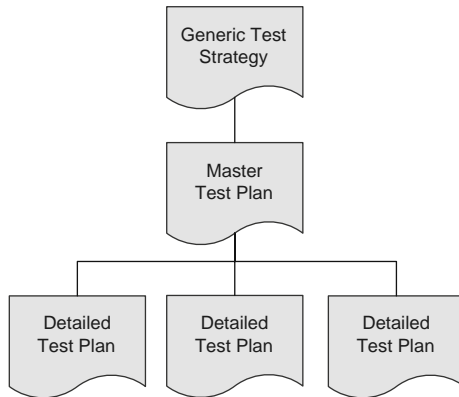 Generic Test
Strategy
Master
Test Plan
Detailed
Test Plan
Detailed
Test Plan
Detailed
Test Plan